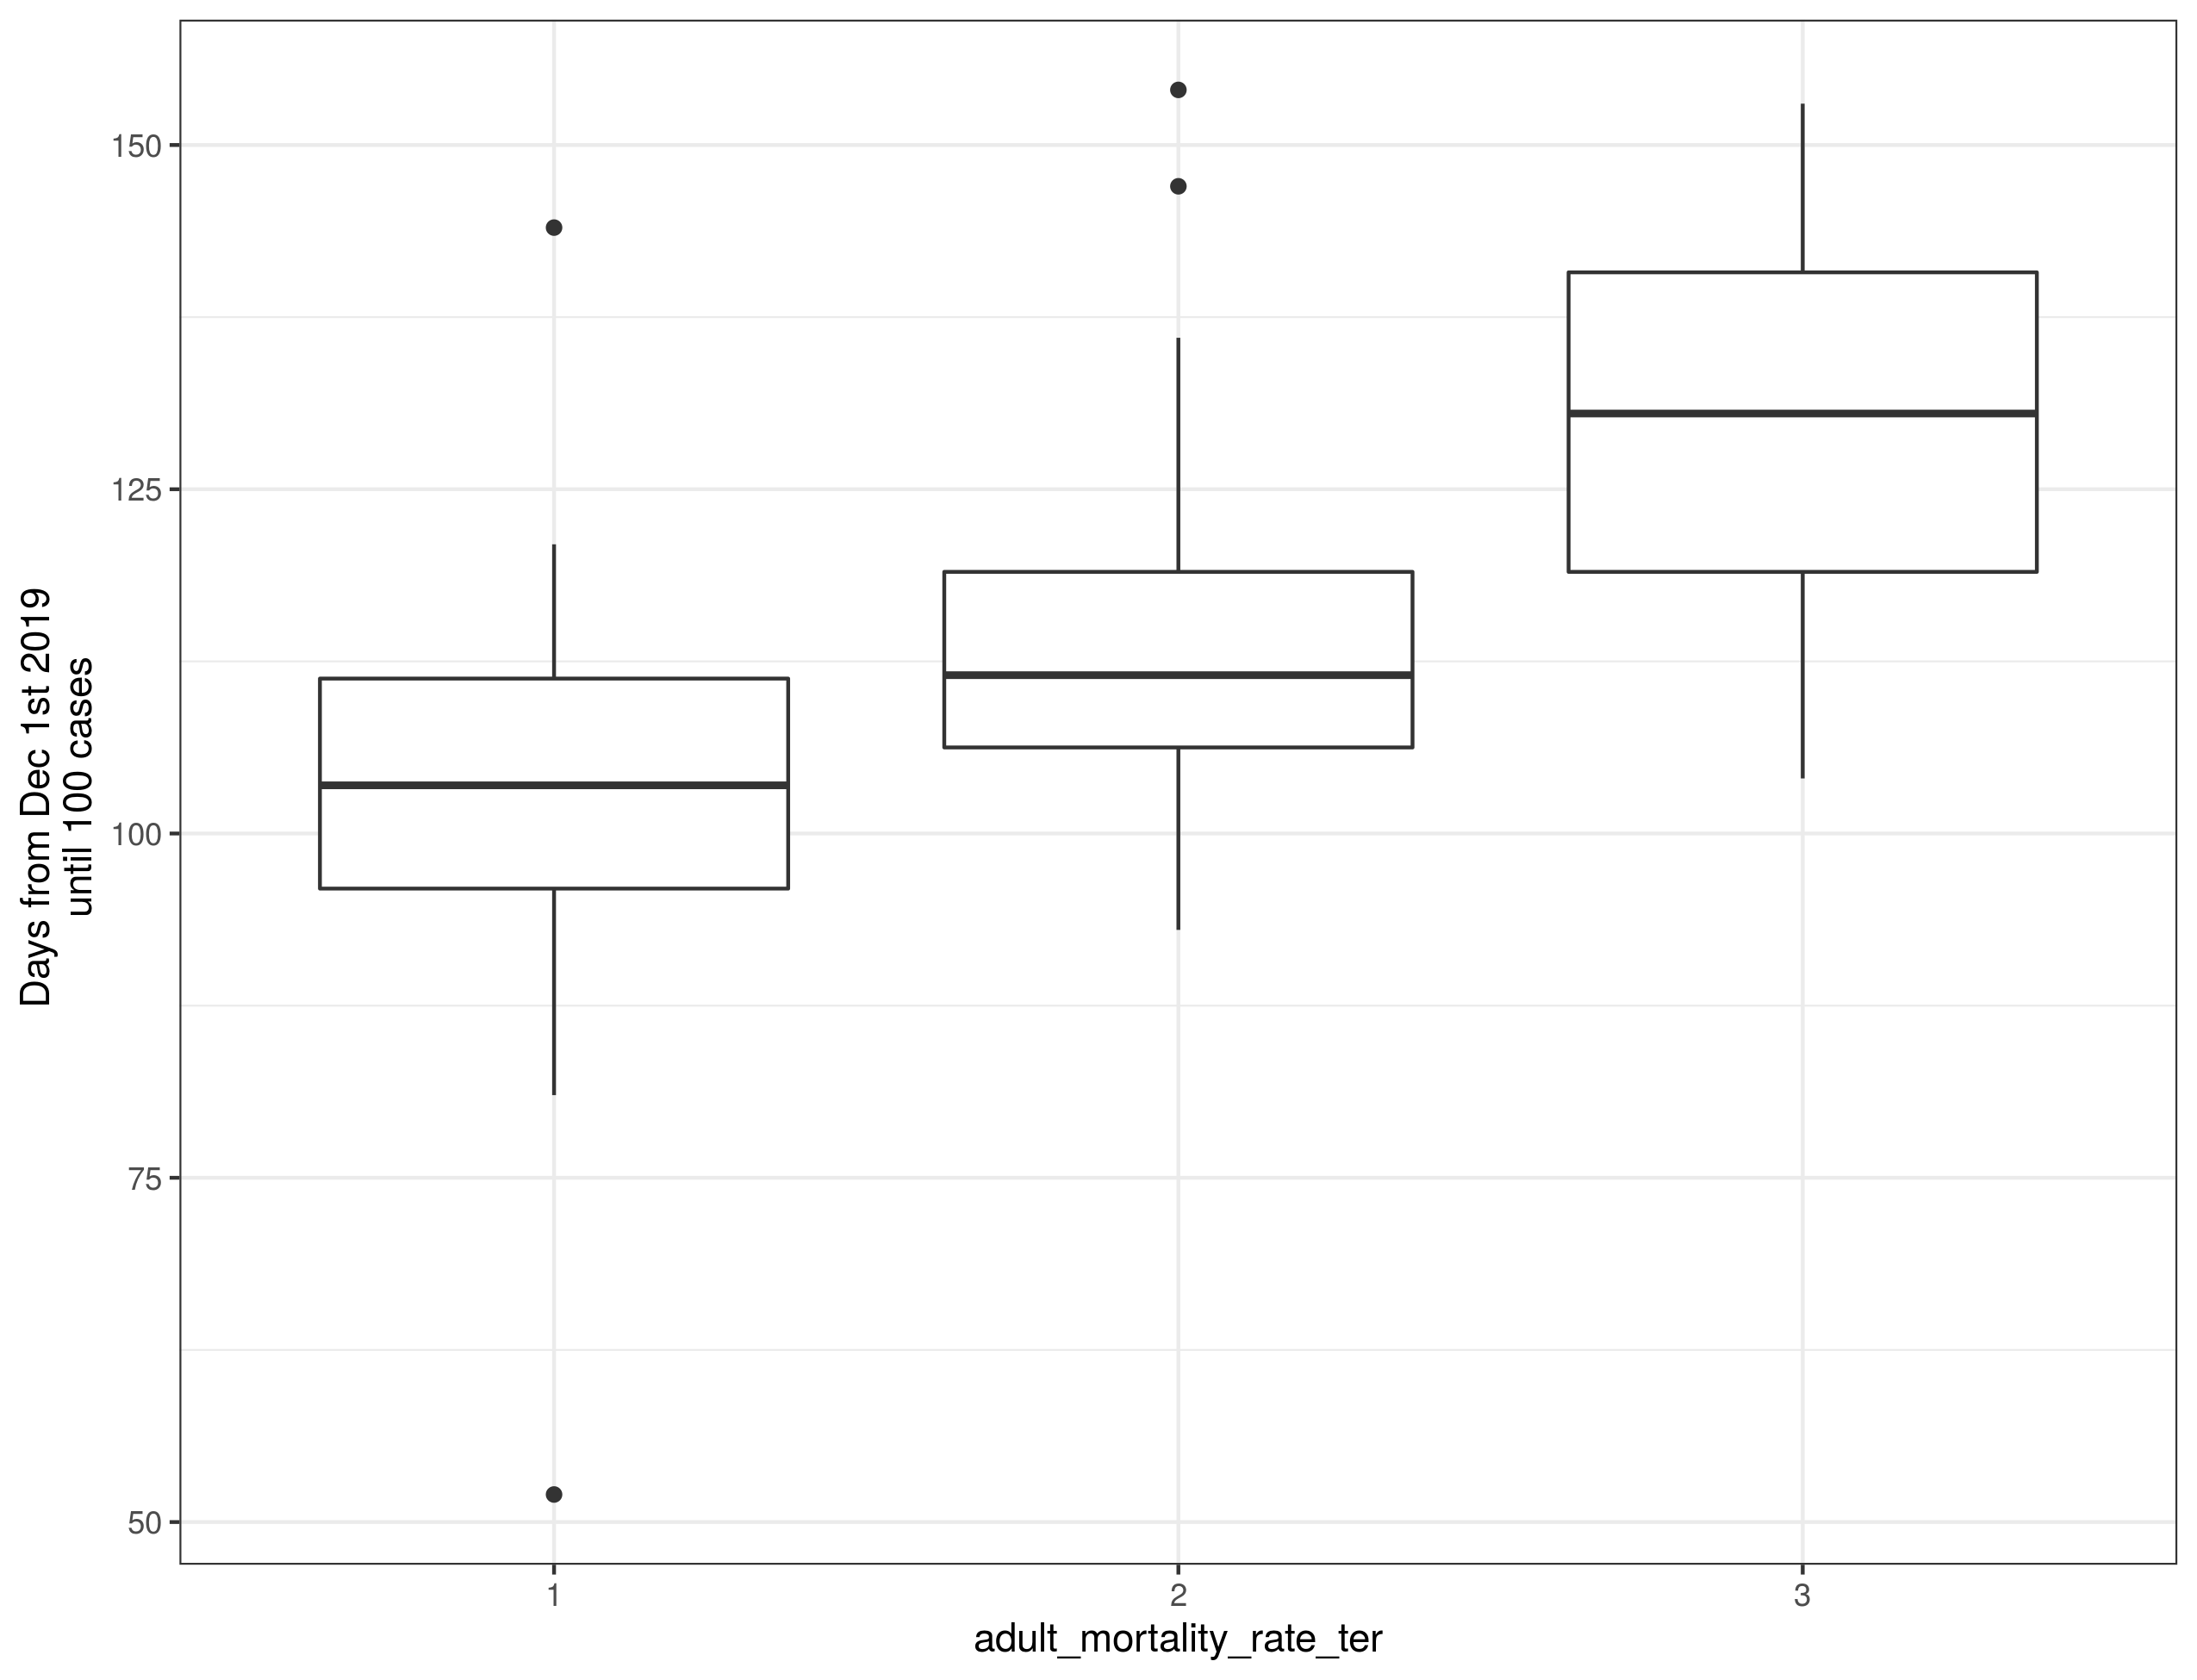 Days from Dec 1st 2019
until 100 cases
150
125
100
75
50
1
2
3
adult_mortality_rate_ter